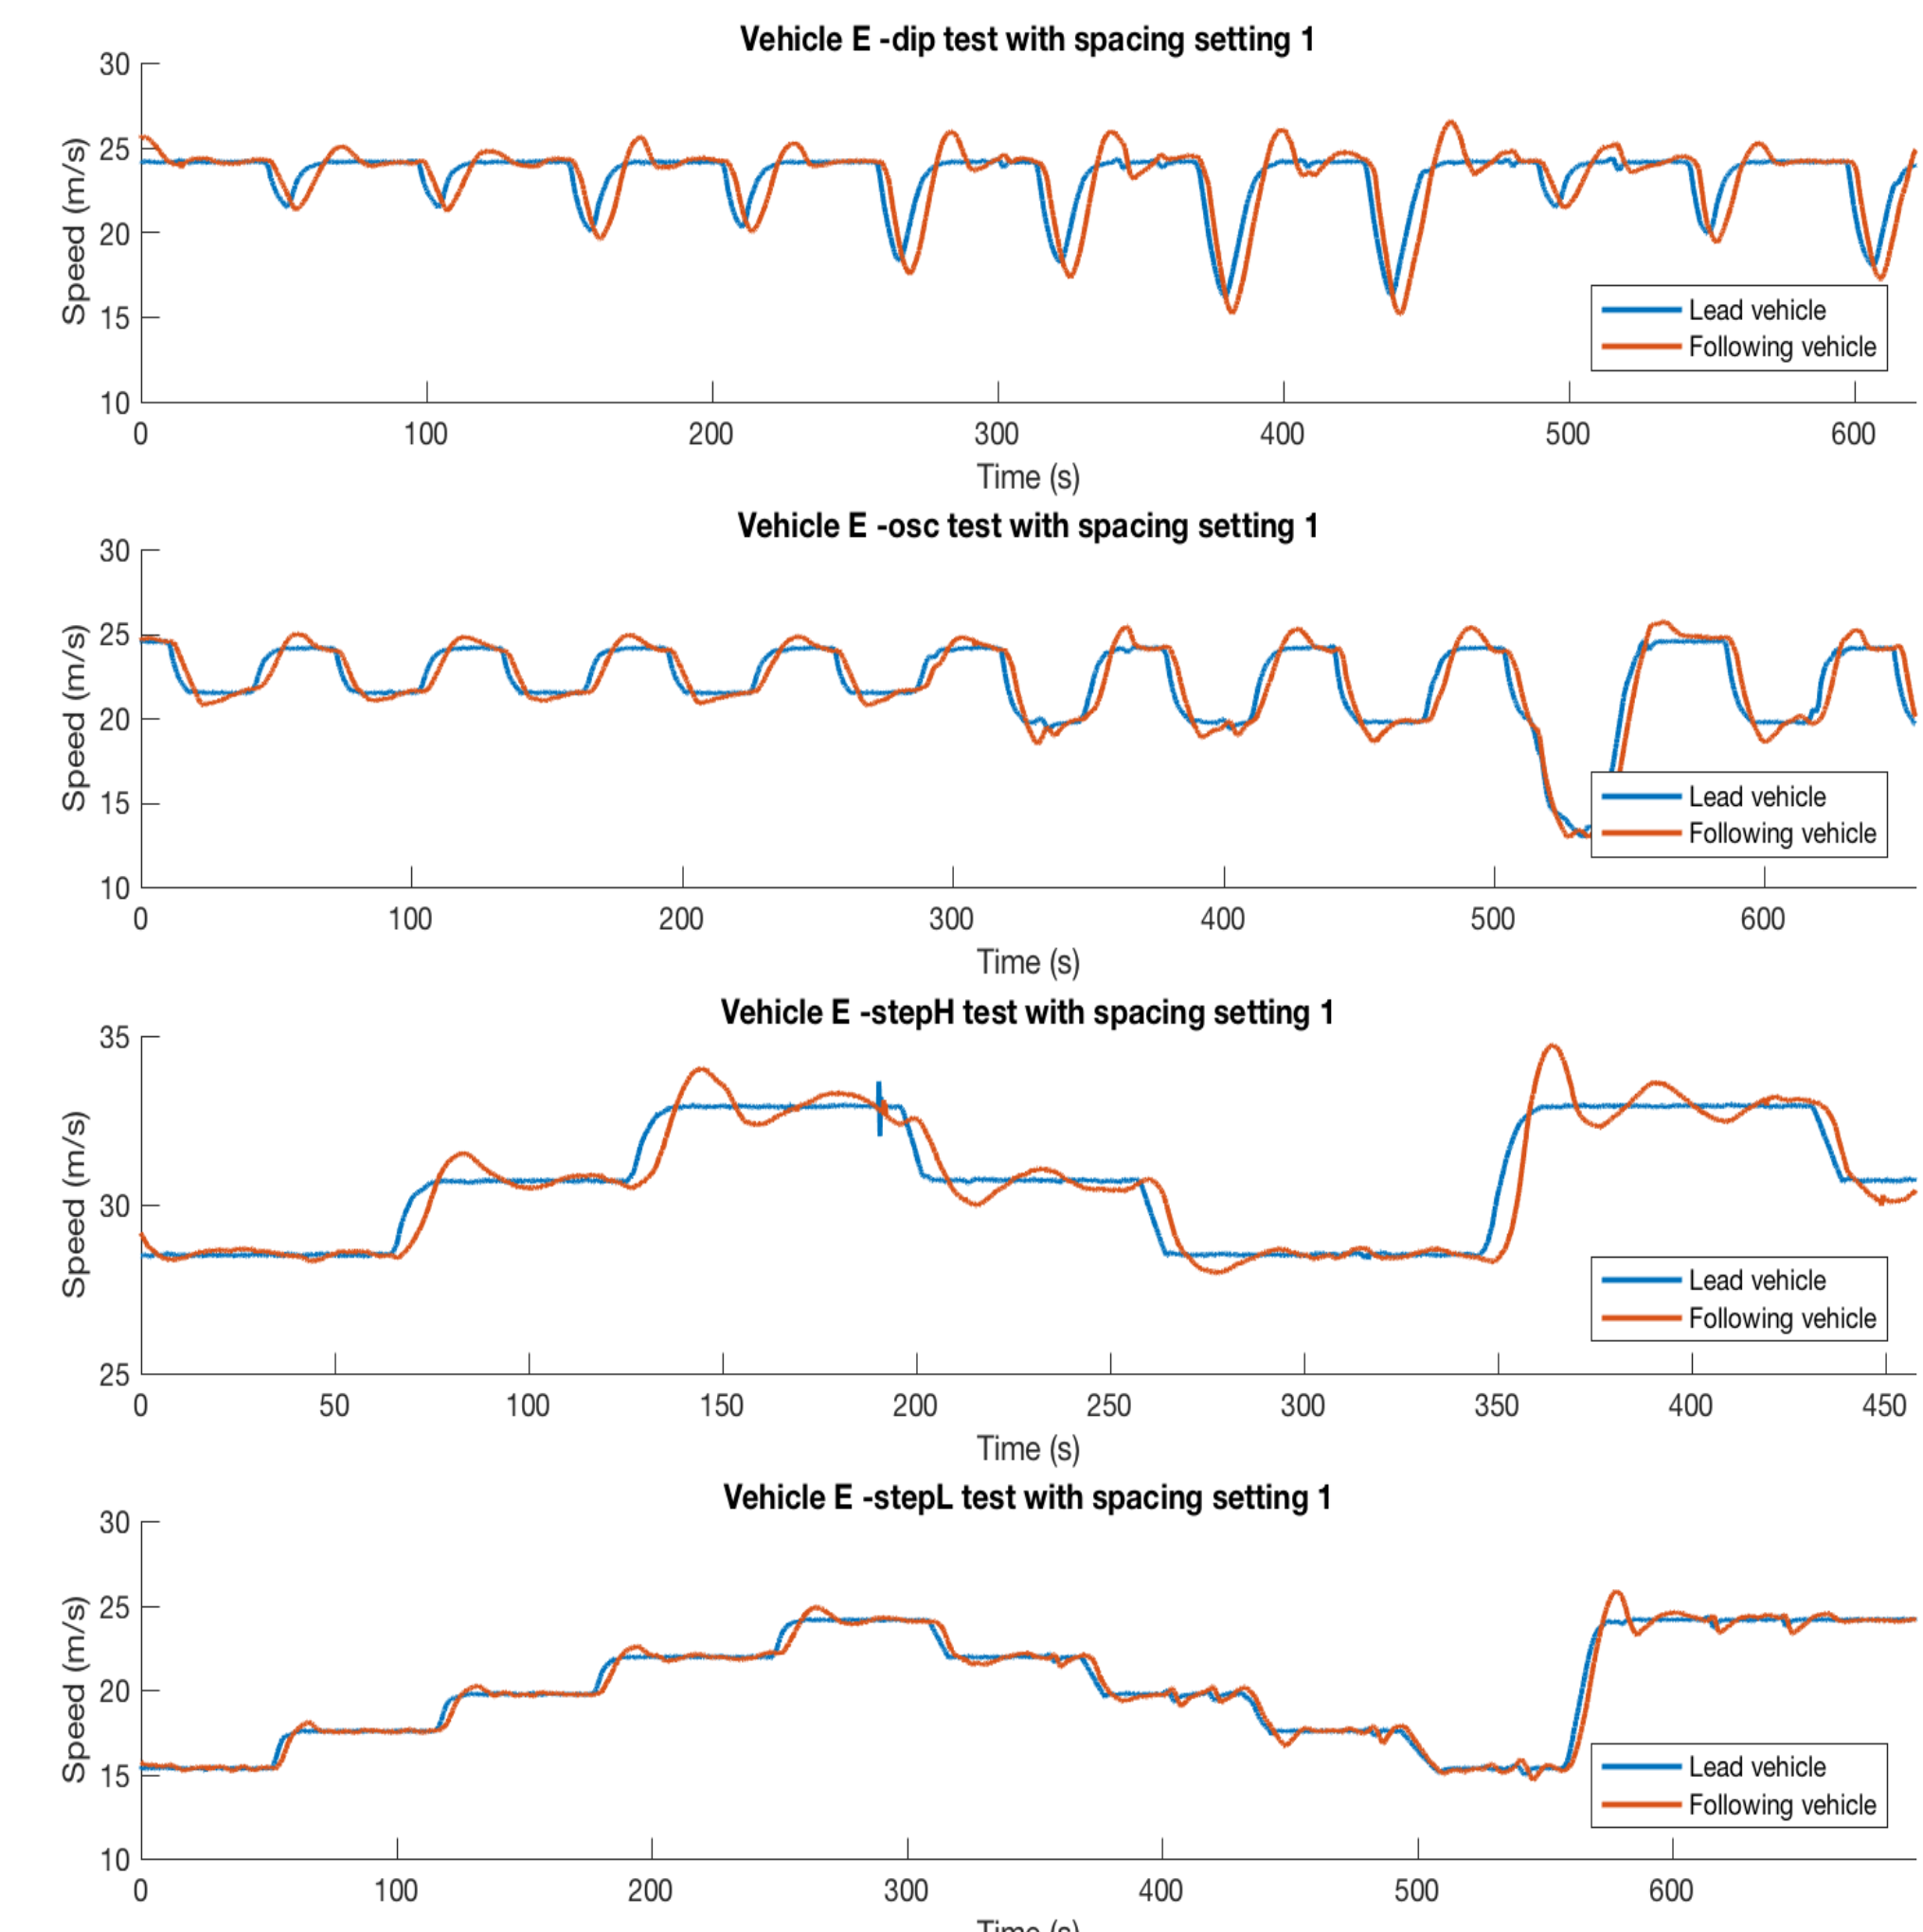 Vehicle E -dip test with spacing setting 1
30
25
20
15
10
Speed (m/s)
Lead vehicle
Following vehicle
0 100 200 300 400 500 600
Time (s)
Vehicle E -osc test with spacing setting 1
30
25
20
15
10
Speed (m/s)
Lead vehicle
Following vehicle
0 100 200 300 400 500 600
Time (s)
Vehicle E -stepH test with spacing setting 1
35
30
25
Speed (m/s)
Lead vehicle
Following vehicle
0 50 100 150 200 250 300 350 400 450
Time (s)
Vehicle E -stepL test with spacing setting 1
30
25
20
15
10
Speed (m/s)
Lead vehicle
Following vehicle
0 100 200 300 400 500 600
Time (s)